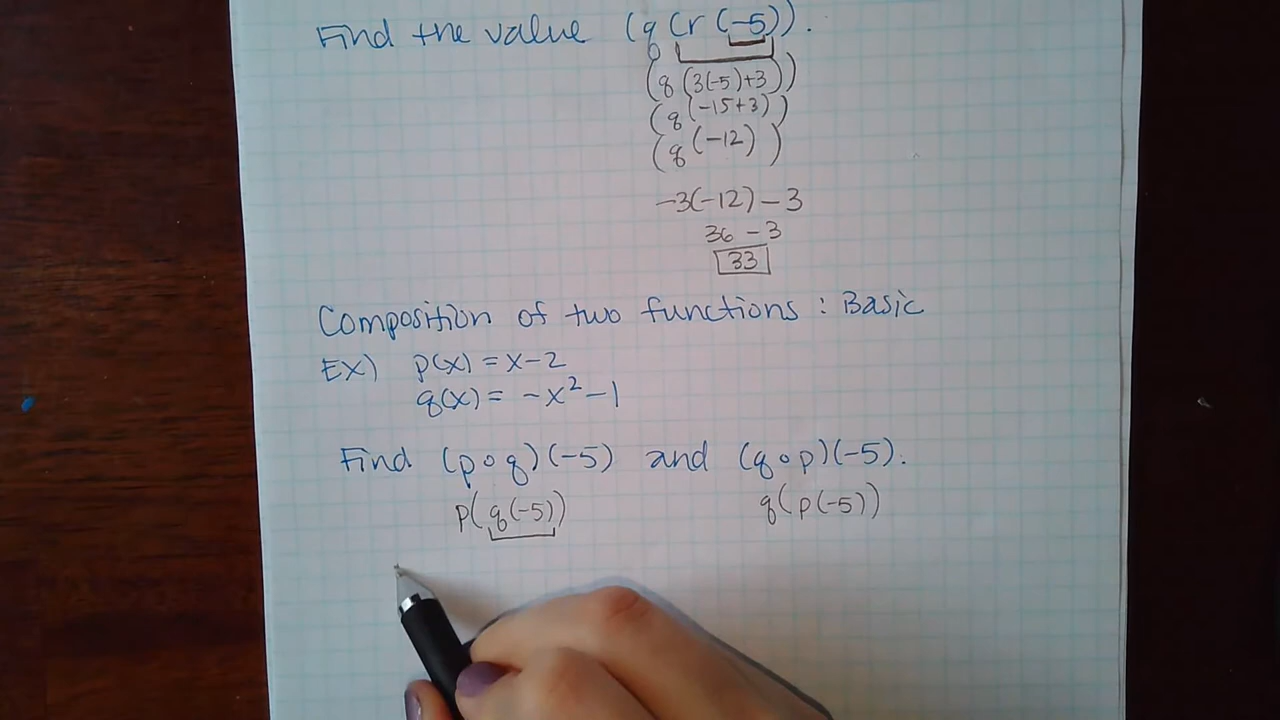 Find the value (q(r(-5)).
(q(3(-5)+3))
(q(-15+3))
(q(-12))
-3(-12)-3
36-3
33
Composition of two functions: Basic
EX) p(x)=x-2
q(x)=-x²-1
Find (p∘q)(-5) and (q∘p)(-5).
p(q(-5)) q(p(-5))